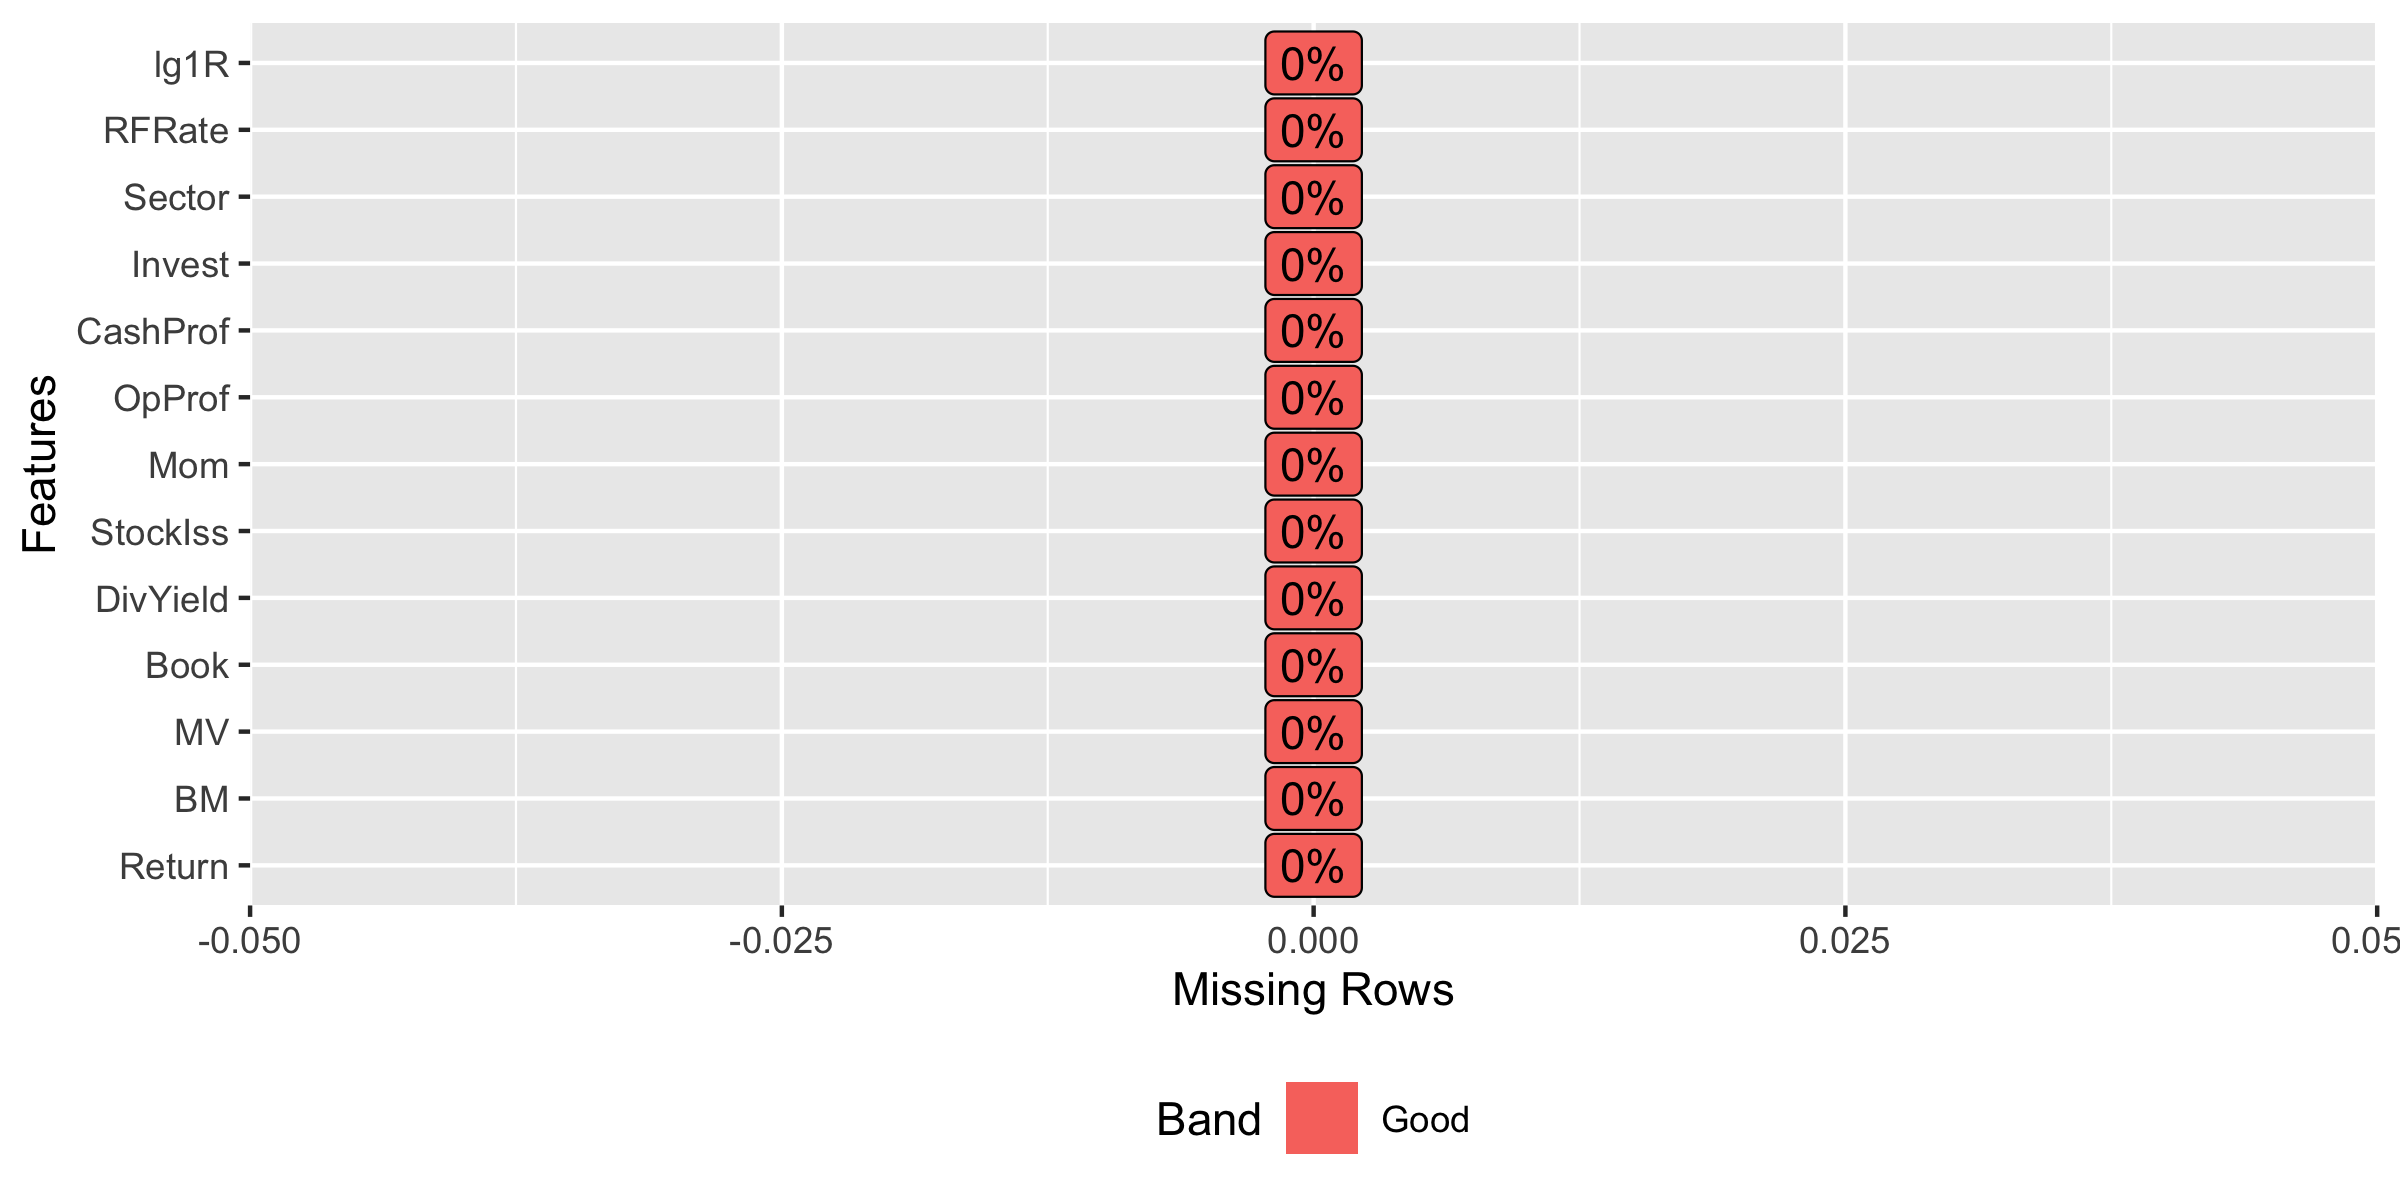 lg1R 0%
RFRate 0%
Sector 0%
Invest 0%
CashProf 0%
OpProf 0%
Mom 0%
StockIss 0%
DivYield 0%
Book 0%
MV 0%
BM 0%
Return 0%
Features
-0.050 -0.025 0.000 0.025 0.05
Missing Rows
Band Good